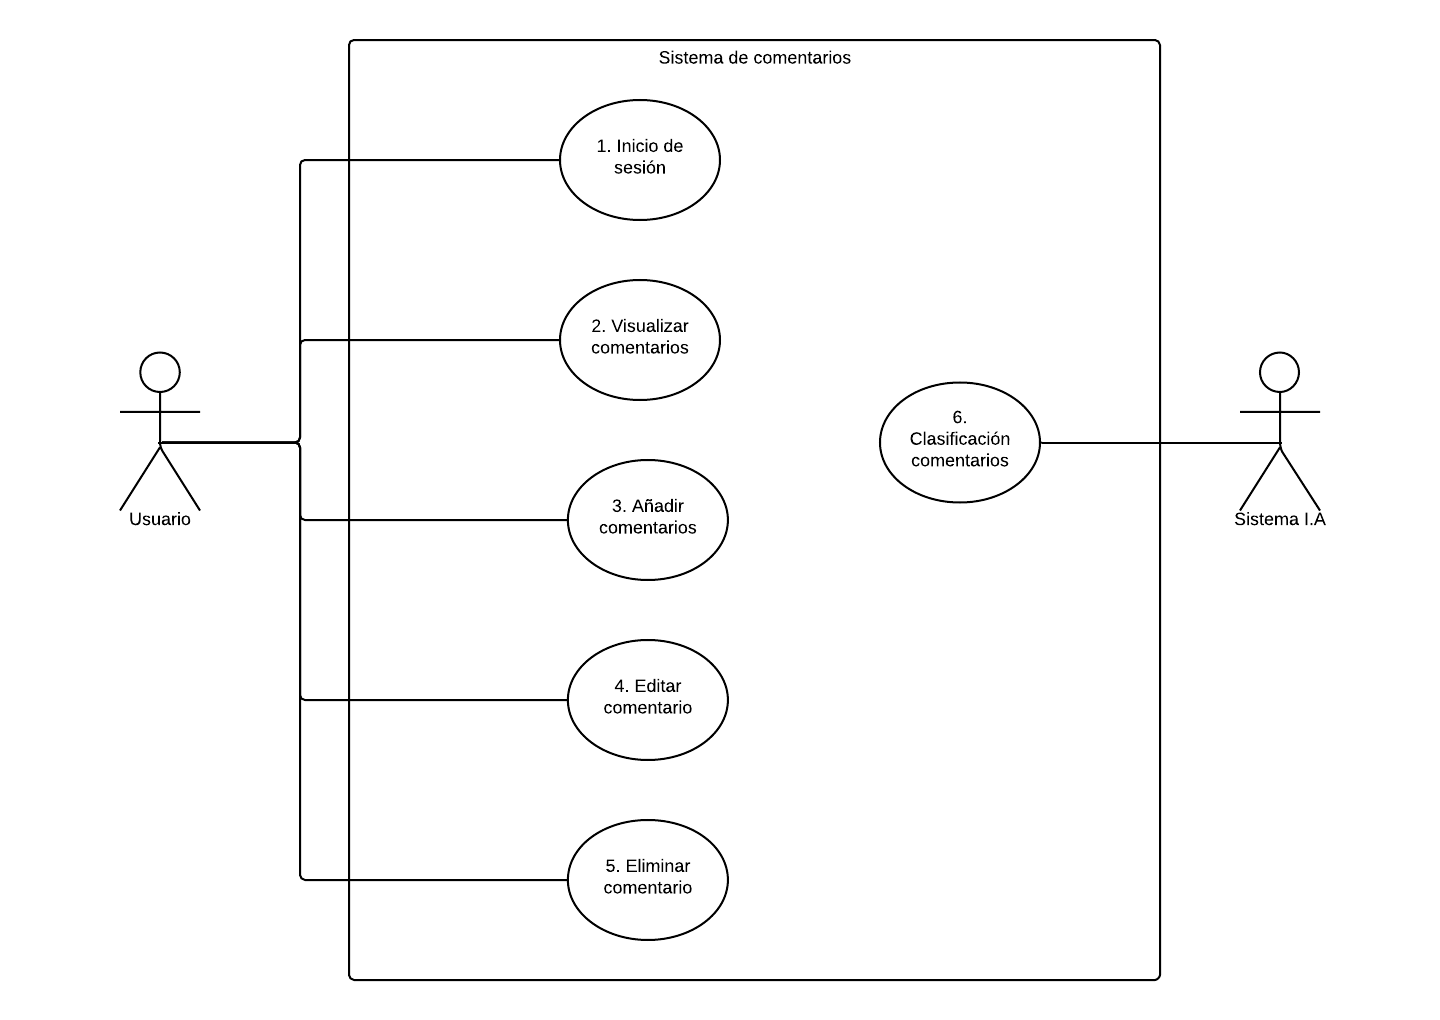 Sistema de comentarios
1. Inicio de
sesión
2. Visualizar
comentarios
3. Añadir
comentarios
4. Editar
comentario
5. Eliminar
comentario
6.
Clasificación
comentarios
Usuario
Sistema I.A